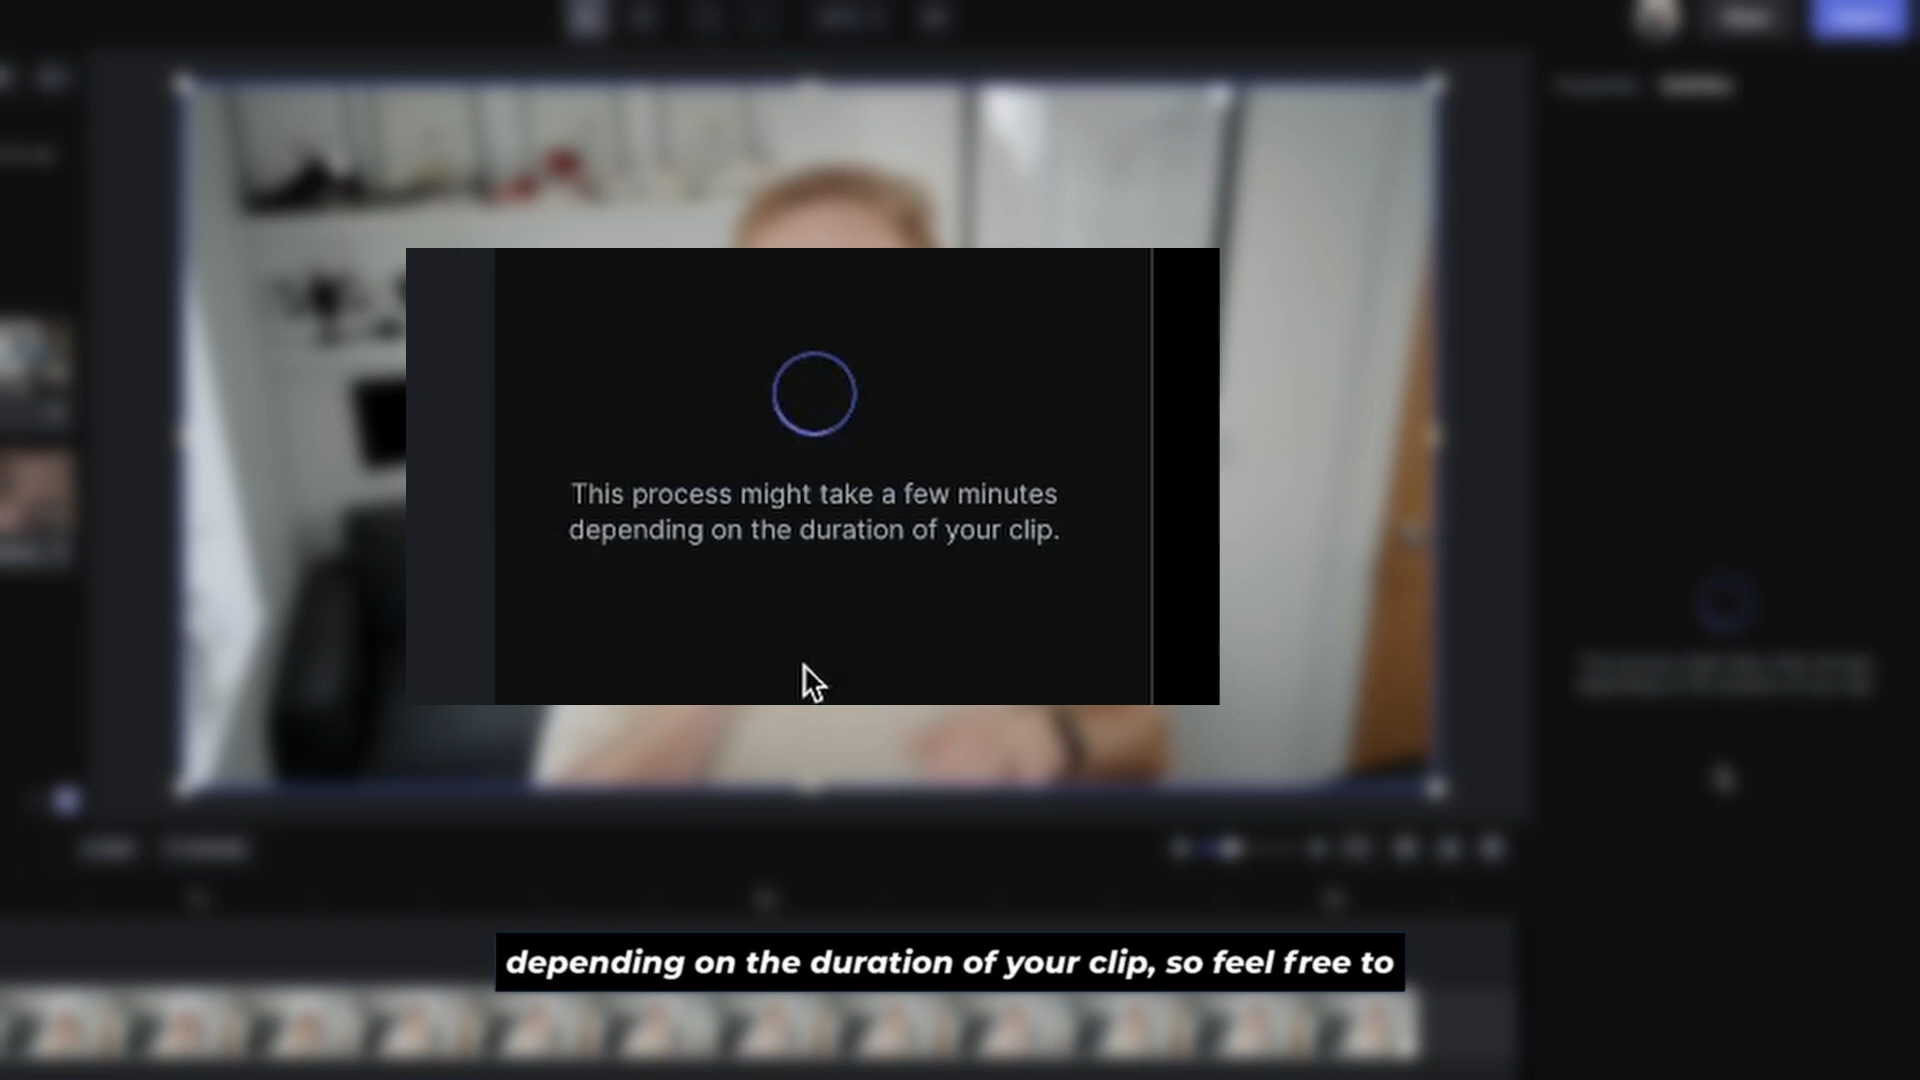 This process might take a few minutes
depending on the duration of your clip.
depending on the duration of your clip, so feel free to